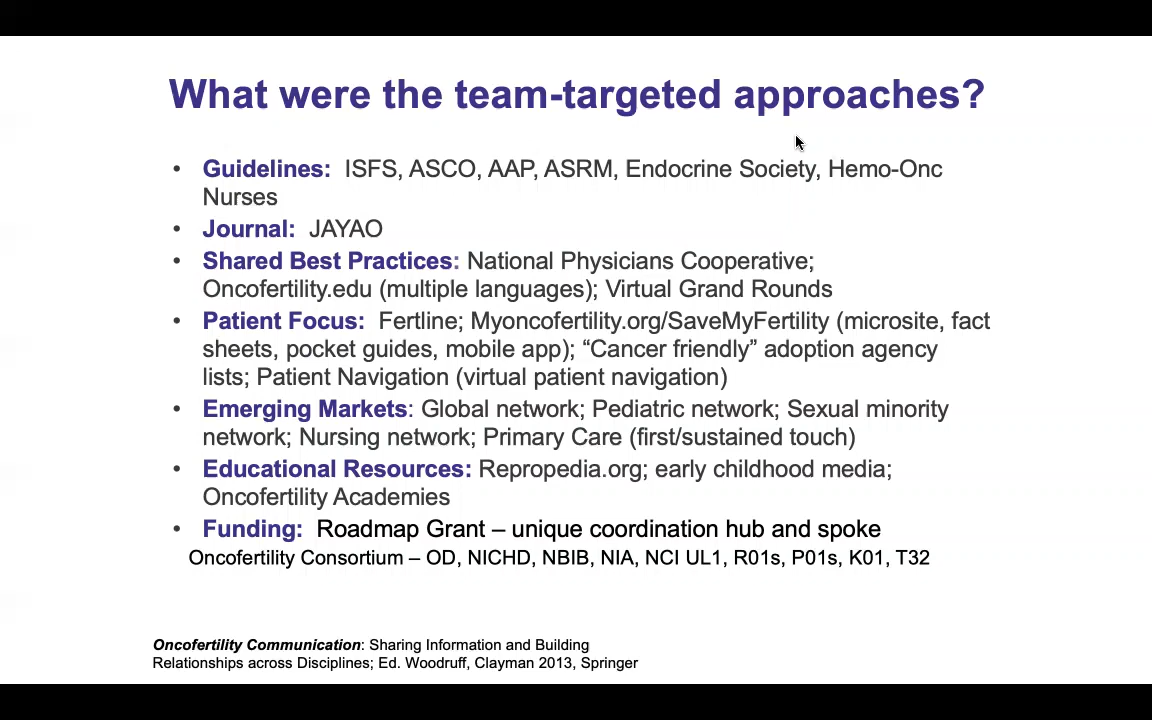 What were the team-targeted approaches?
• Guidelines: ISFS, ASCO, AAP, ASRM, Endocrine Society, Hemo-Onc
Nurses
• Journal: JAYAO
• Shared Best Practices: National Physicians Cooperative;
Oncofertility.edu (multiple languages); Virtual Grand Rounds
• Patient Focus: Fertline; Myoncofertility.org/SaveMyFertility (microsite, fact
sheets, pocket guides, mobile app); “Cancer friendly” adoption agency
lists; Patient Navigation (virtual patient navigation)
• Emerging Markets: Global network; Pediatric network; Sexual minority
network; Nursing network; Primary Care (first/sustained touch)
• Educational Resources: Repropedia.org; early childhood media;
Oncofertility Academies
• Funding: Roadmap Grant – unique coordination hub and spoke
Oncofertility Consortium – OD, NICHD, NBIB, NIA, NCI UL1, R01s, P01s, K01, T32
Oncofertility Communication: Sharing Information and Building
Relationships across Disciplines; Ed. Woodruff, Clayman 2013, Springer